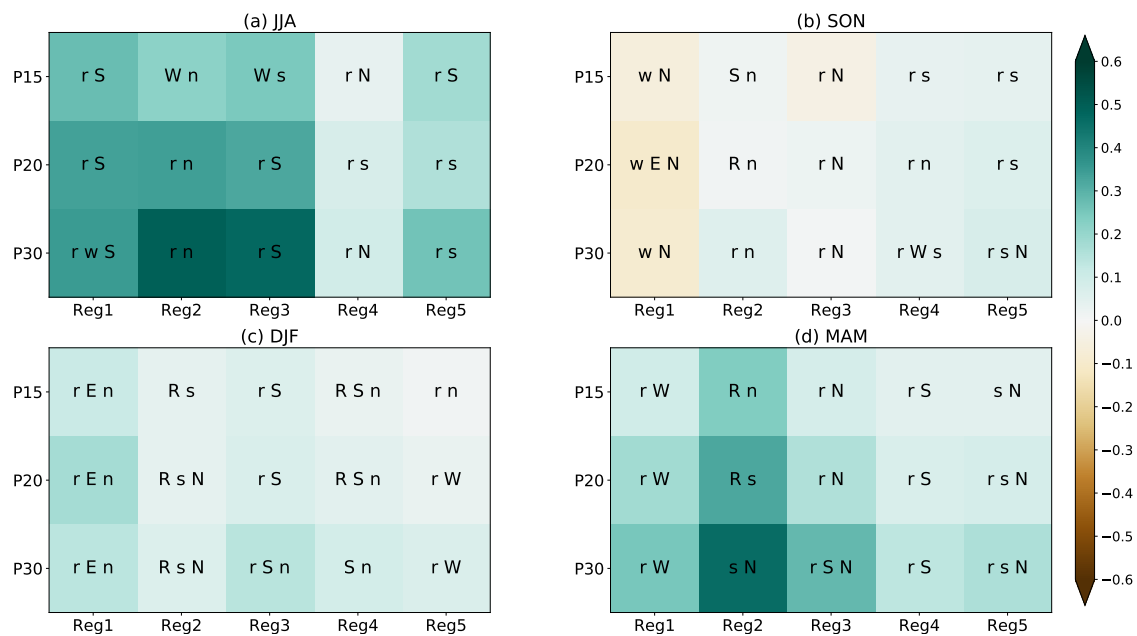 (a) JJA
P15 r S W n W s r N r S
P20 r S r n r S r s r s
P30 r w S r n r S r N r s
Reg1 Reg2 Reg3 Reg4 Reg5
(b) SON
P15 w N S n r N r s r s
P20 w E N R n r N r n r s
P30 w N r n r N r W s r s N
Reg1 Reg2 Reg3 Reg4 Reg5
(c) DJF
P15 r E n R s r S R S n r n
P20 r E n R s N r S R S n r W
P30 r E n R s N r S n S n r W
Reg1 Reg2 Reg3 Reg4 Reg5
(d) MAM
P15 r W R n r N r S s N
P20 r W R s r N r S r s N
P30 r W s N r S N r S r s N
Reg1 Reg2 Reg3 Reg4 Reg5
0.6
0.5
0.4
0.3
0.2
0.1
0.0
−0.1
−0.2
−0.3
−0.4
−0.5
−0.6